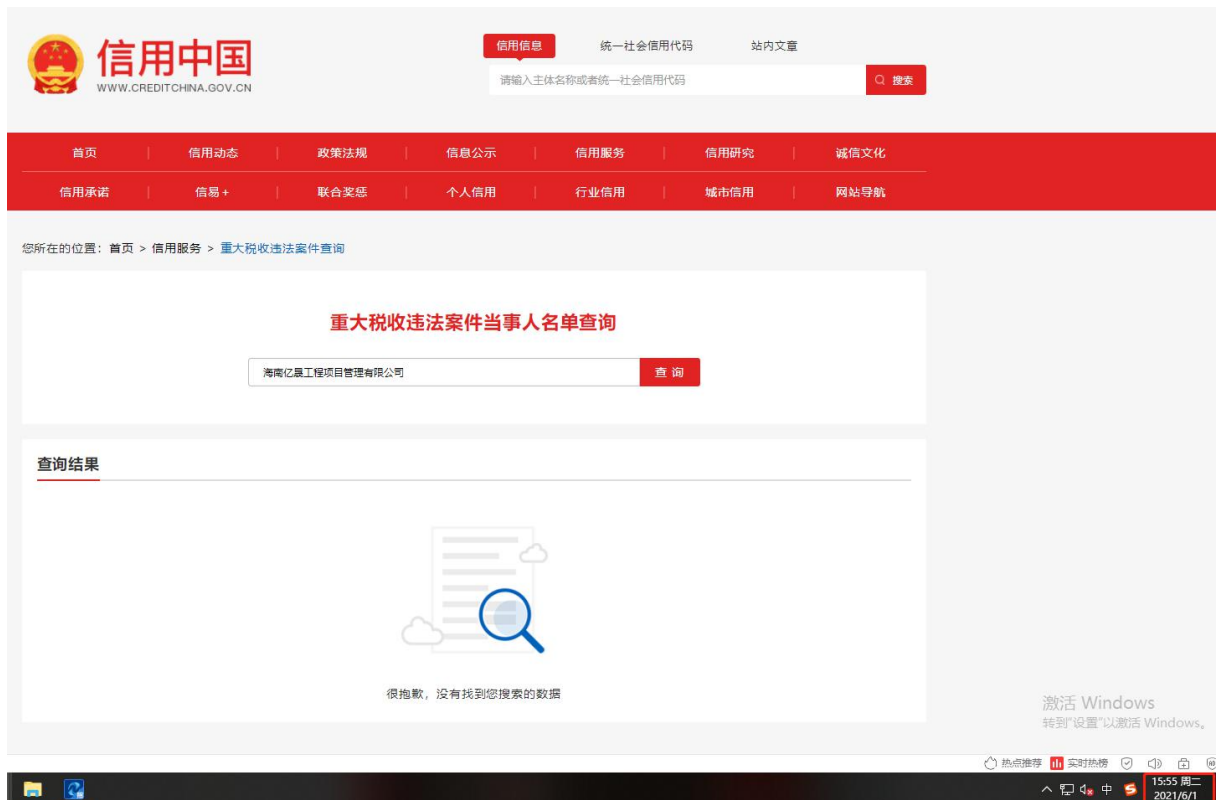 信用信息 统一社会信用代码 站内文章
信用中国
WWW.CREDITCHINA.GOV.CN
请输入主体名称或者统一社会信用代码 搜索
首页 信用动态 政策法规 信息公示 信用服务 信用研究 诚信文化
信用承诺 信易+ 联合奖惩 个人信用 行业信用 城市信用 网站导航
您所在的位置：首页 > 信用服务 > 重大税收违法案件查询
重大税收违法案件当事人名单查询
海南亿晟工程项目管理有限公司 查询
查询结果
很抱歉，没有找到您搜索的数据
激活 Windows
转到"设置"以激活 Windows。
热点推荐 实时热榜
中 15:55 周二
2021/6/1